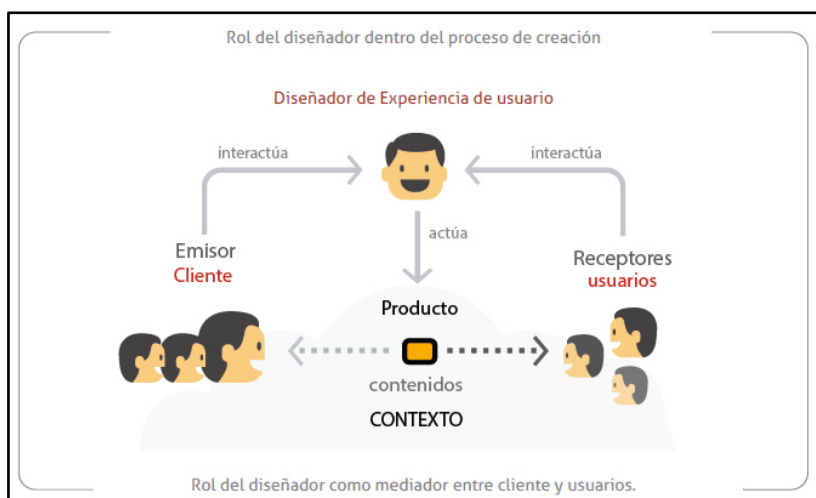 Rol del diseñador dentro del proceso de creación
Diseñador de Experiencia de usuario
interactúa
interactúa
actúa
Emisor
Cliente
Receptores
usuarios
Producto
contenidos
CONTEXTO
Rol del diseñador como mediador entre cliente y usuarios.